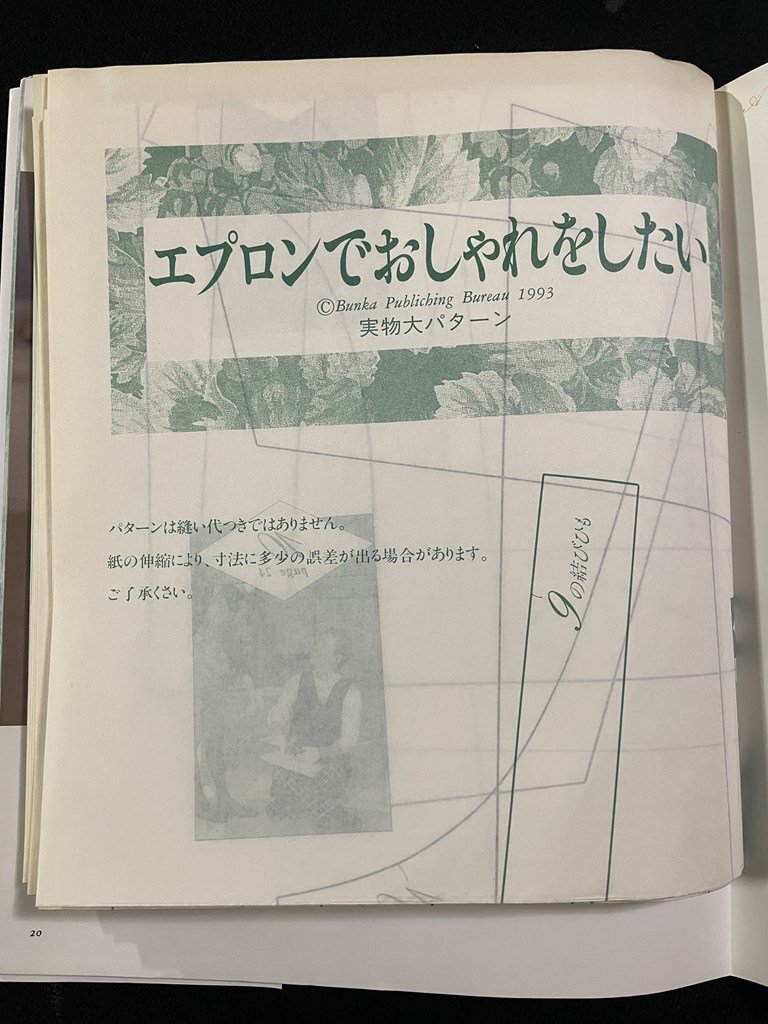 エプロンでおしゃれをしたい
©Bunka Publiching Bureau 1993
実物大パターン
パターンは縫い代つきではありません。
紙の伸縮により、寸法に多少の誤差が出る場合があります。
ご了承ください。
10
page 24
9の結びひも
20